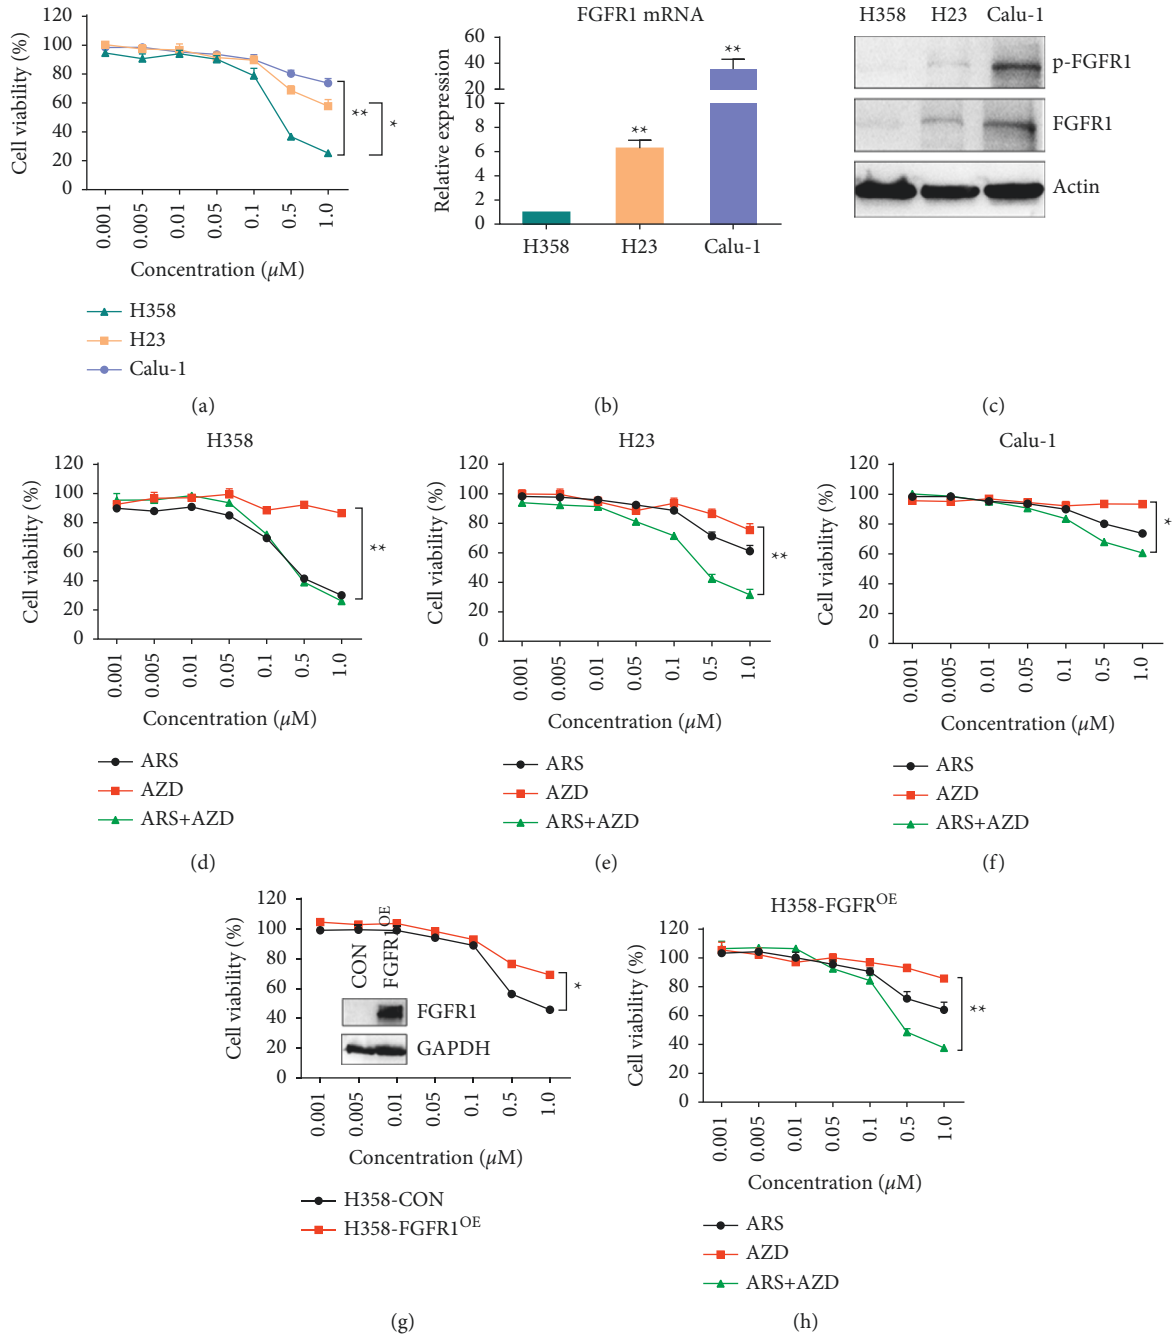 120
100
80
60
40
20
0
Cell viability (%)
0.001
0.005
0.01
0.05
0.1
0.5
1.0
Concentration (μM)
**
*
H358
H23
Calu-1
(a)
FGFR1 mRNA
60
40
20
10
8
6
4
2
0
Relative expression
**
**
H358 H23 Calu-1
(b)
H358 H23 Calu-1
p-FGFR1
FGFR1
Actin
(c)
H358
120
100
80
60
40
20
0
Cell viability (%)
0.001
0.005
0.01
0.05
0.1
0.5
1.0
Concentration (μM)
**
ARS
AZD
ARS+AZD
(d)
H23
120
100
80
60
40
20
0
Cell viability (%)
0.001
0.005
0.01
0.05
0.1
0.5
1.0
Concentration (μM)
**
ARS
AZD
ARS+AZD
(e)
Calu-1
120
100
80
60
40
20
0
Cell viability (%)
0.001
0.005
0.01
0.05
0.1
0.5
1.0
Concentration (μM)
*
ARS
AZD
ARS+AZD
(f)
120
100
80
60
40
20
0
Cell viability (%)
CON
FGFR1OE
FGFR1
GAPDH
0.001
0.005
0.01
0.05
0.1
0.5
1.0
Concentration (μM)
*
H358-CON
H358-FGFR1OE
(g)
H358-FGFROE
120
100
80
60
40
20
0
Cell viability (%)
0.001
0.005
0.01
0.05
0.1
0.5
1.0
Concentration (μM)
**
ARS
AZD
ARS+AZD
(h)